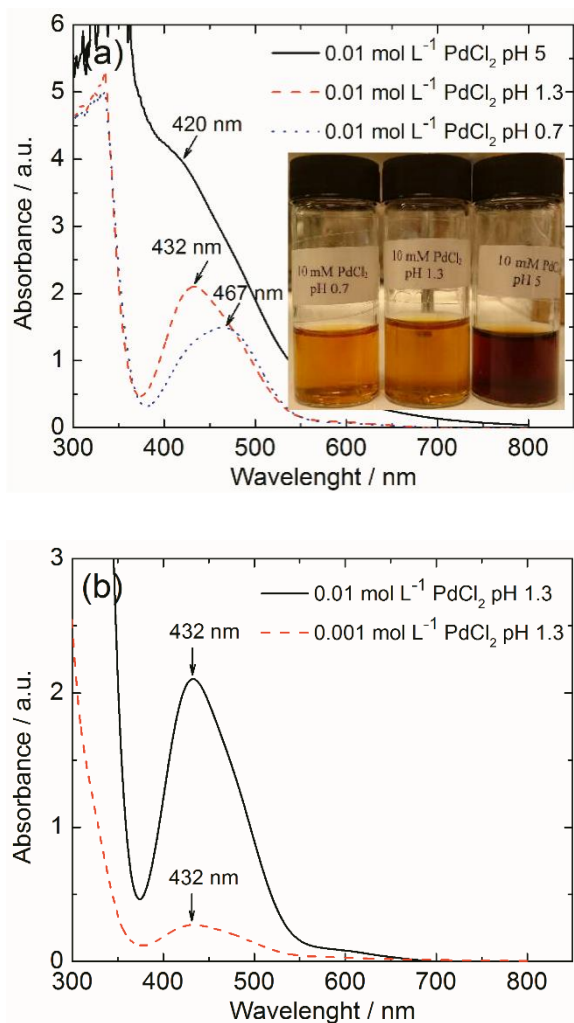 (a)
0.01 mol L⁻¹ PdCl₂ pH 5
0.01 mol L⁻¹ PdCl₂ pH 1.3
0.01 mol L⁻¹ PdCl₂ pH 0.7
420 nm
432 nm
467 nm
10 mM PdCl₂
pH 0.7
10 mM PdCl₂
pH 1.3
10 mM PdCl
pH 5
Absorbance / a.u.
6
5
4
3
2
1
0
300 400 500 600 700 800
Wavelenght / nm
(b)
0.01 mol L⁻¹ PdCl₂ pH 1.3
0.001 mol L⁻¹ PdCl₂ pH 1.3
432 nm
432 nm
Absorbance / a.u.
3
2
1
0
300 400 500 600 700 800
Wavelenght / nm